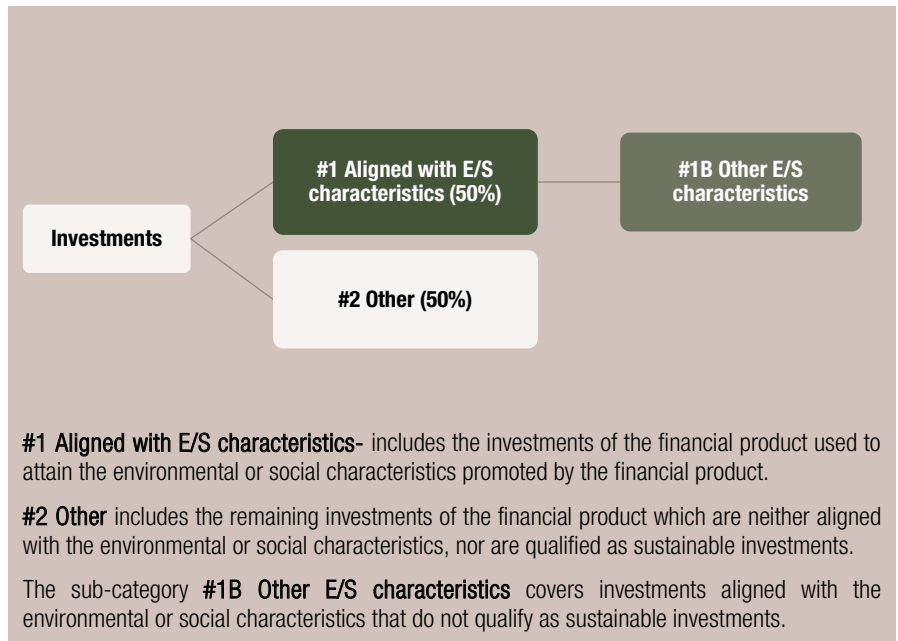 #1 Aligned with E/S
characteristics (50%)
#1B Other E/S
characteristics
Investments
#2 Other (50%)
#1 Aligned with E/S characteristics- includes the investments of the financial product used to
attain the environmental or social characteristics promoted by the financial product.
#2 Other includes the remaining investments of the financial product which are neither aligned
with the environmental or social characteristics, nor are qualified as sustainable investments.
The sub-category #1B Other E/S characteristics covers investments aligned with the
environmental or social characteristics that do not qualify as sustainable investments.